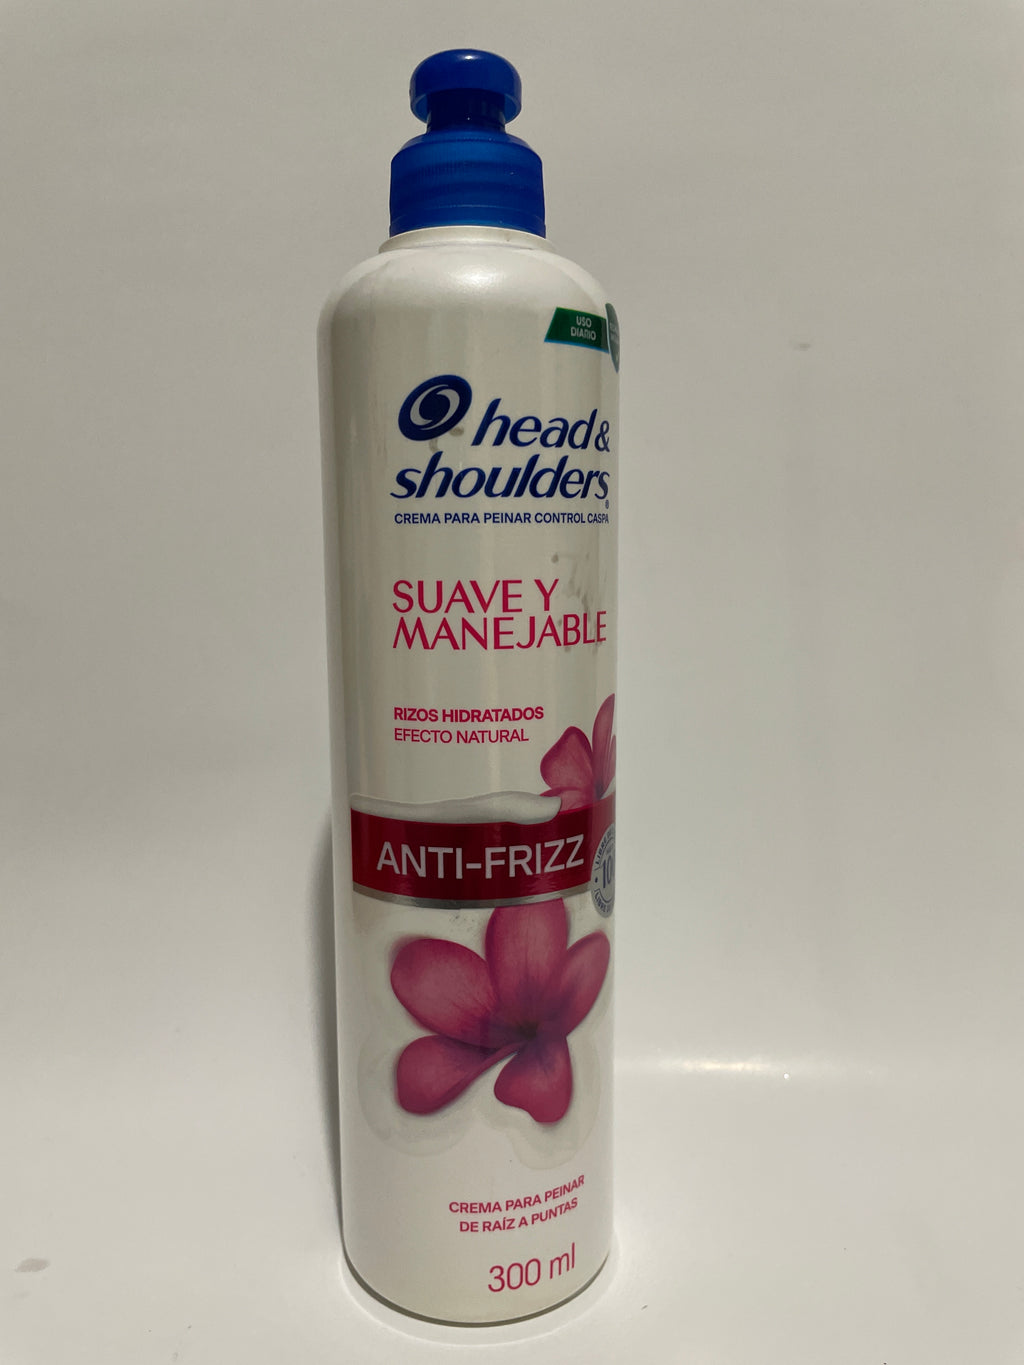 USO
DIARIO
head&
shoulders®
CREMA PARA PEINAR CONTROL CASPA
SUAVE Y
MANEJABLE
RIZOS HIDRATADOS
EFECTO NATURAL
ANTI-FRIZZ
CREMA PARA PEINAR
DE RAÍZ A PUNTAS
300 ml